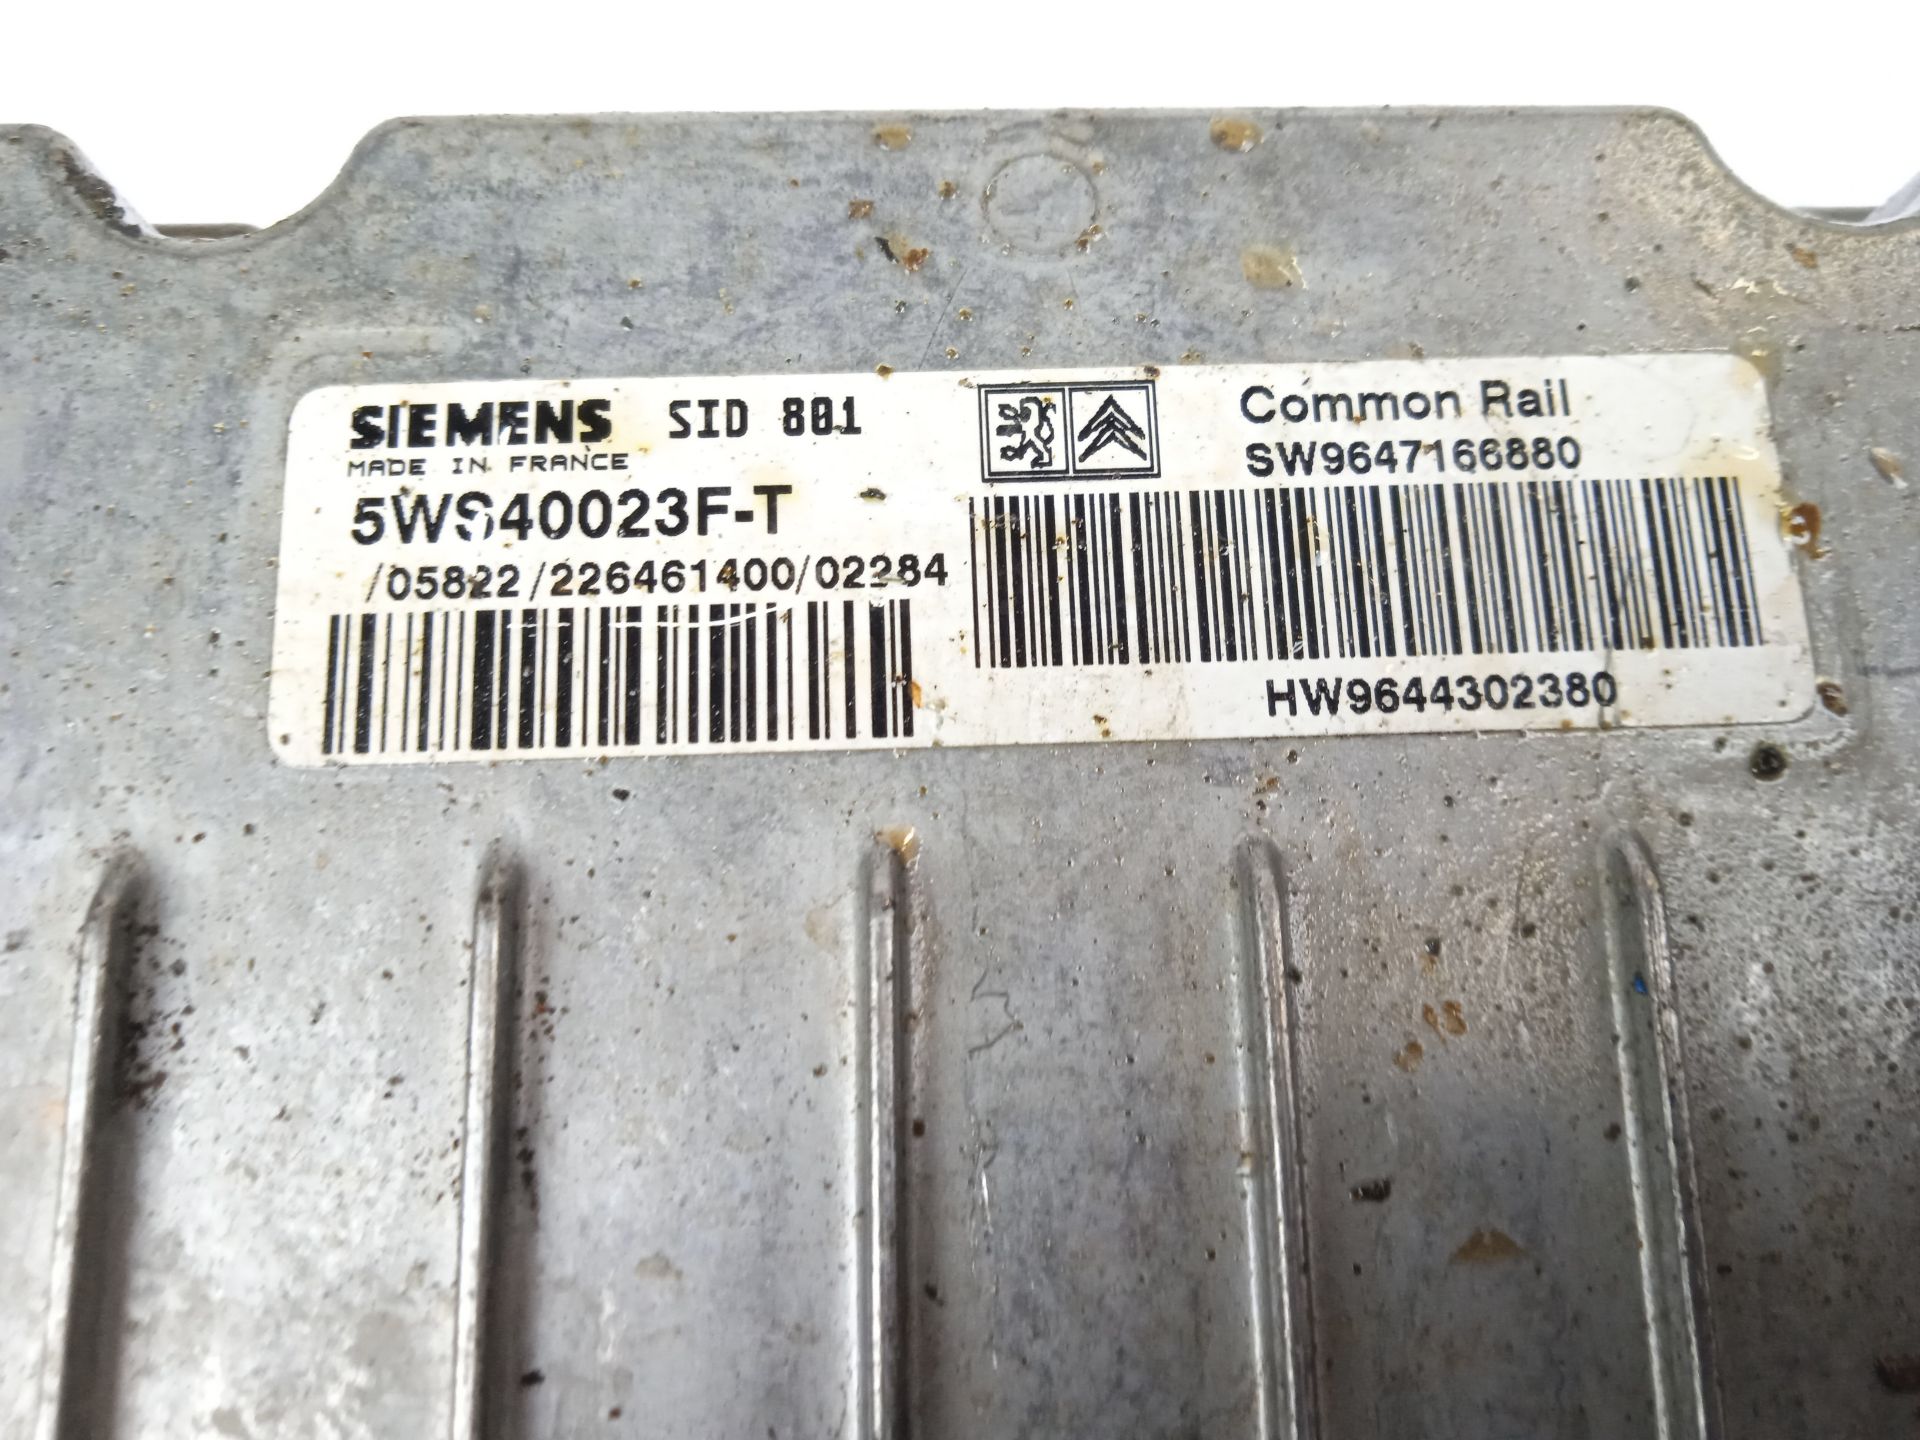 SIEMENS SID 801
MADE IN FRANCE
5WS40023F-T
/05822/226461400/02284
Common Rail
SW9647166880
HW9644302380